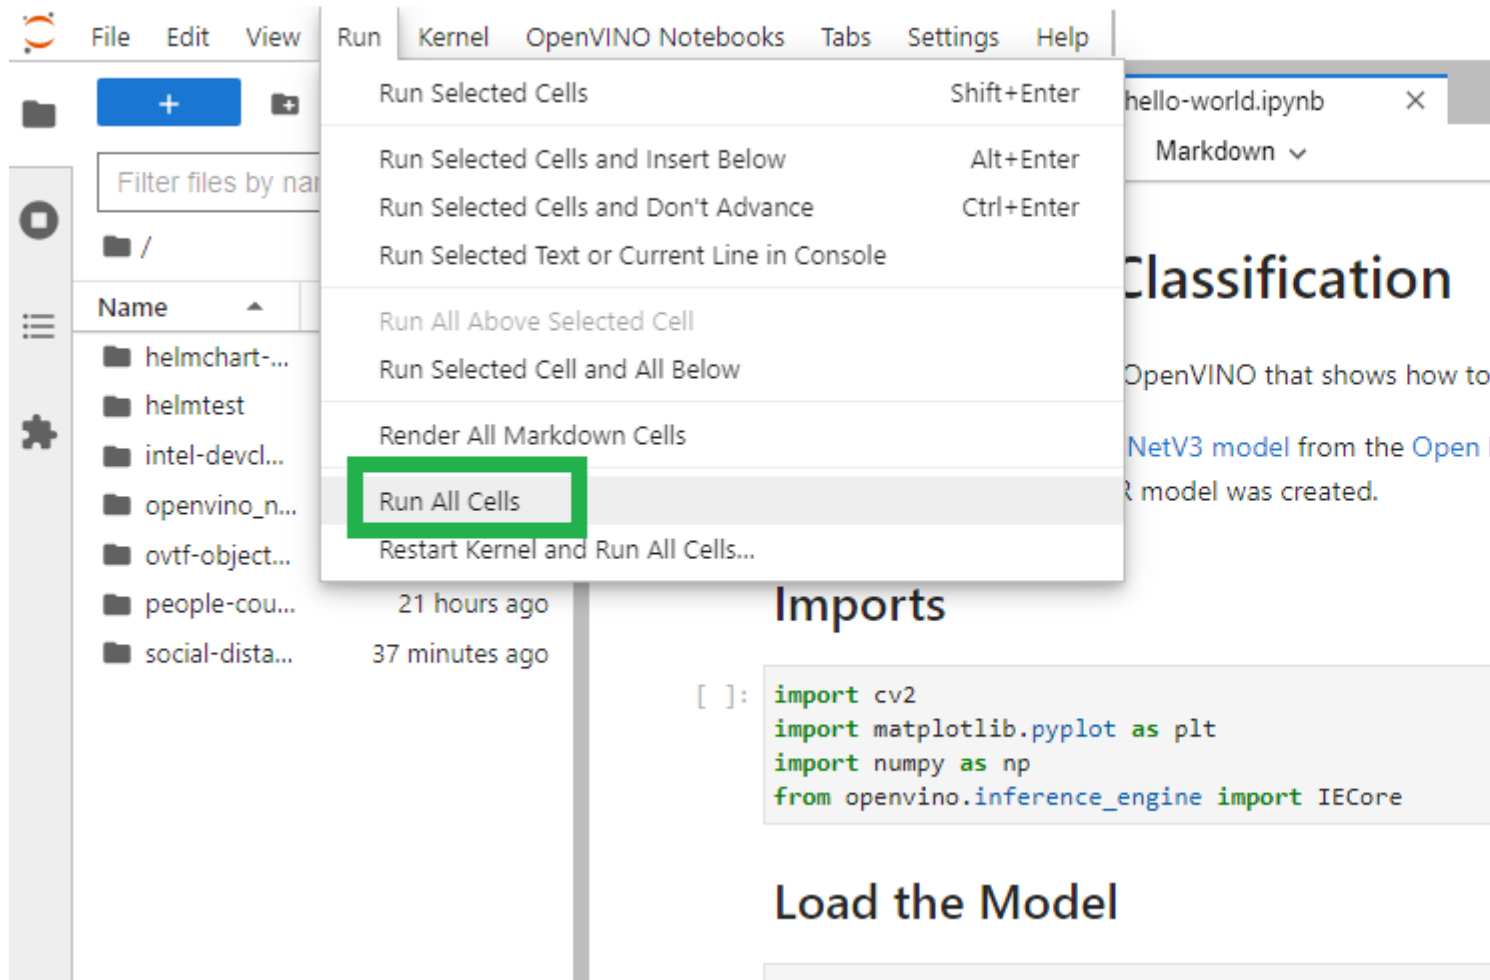 File Edit View Run Kernel OpenVINO Notebooks Tabs Settings Help
+
Filter files by nar
/
Name
helmchart-...
helmtest
intel-devcl...
openvino_n...
ovtf-object...
people-cou... 21 hours ago
social-dista... 37 minutes ago
Run Selected Cells Shift+Enter
Run Selected Cells and Insert Below Alt+Enter
Run Selected Cells and Don't Advance Ctrl+Enter
Run Selected Text or Current Line in Console
Run All Above Selected Cell
Run Selected Cell and All Below
Render All Markdown Cells
Run All Cells
Restart Kernel and Run All Cells...
hello-world.ipynb ×
Markdown
Classification
OpenVINO that shows how to
NetV3 model from the Open
model was created.
Imports
[ ]: import cv2
import matplotlib.pyplot as plt
import numpy as np
from openvino.inference_engine import IECore
Load the Model